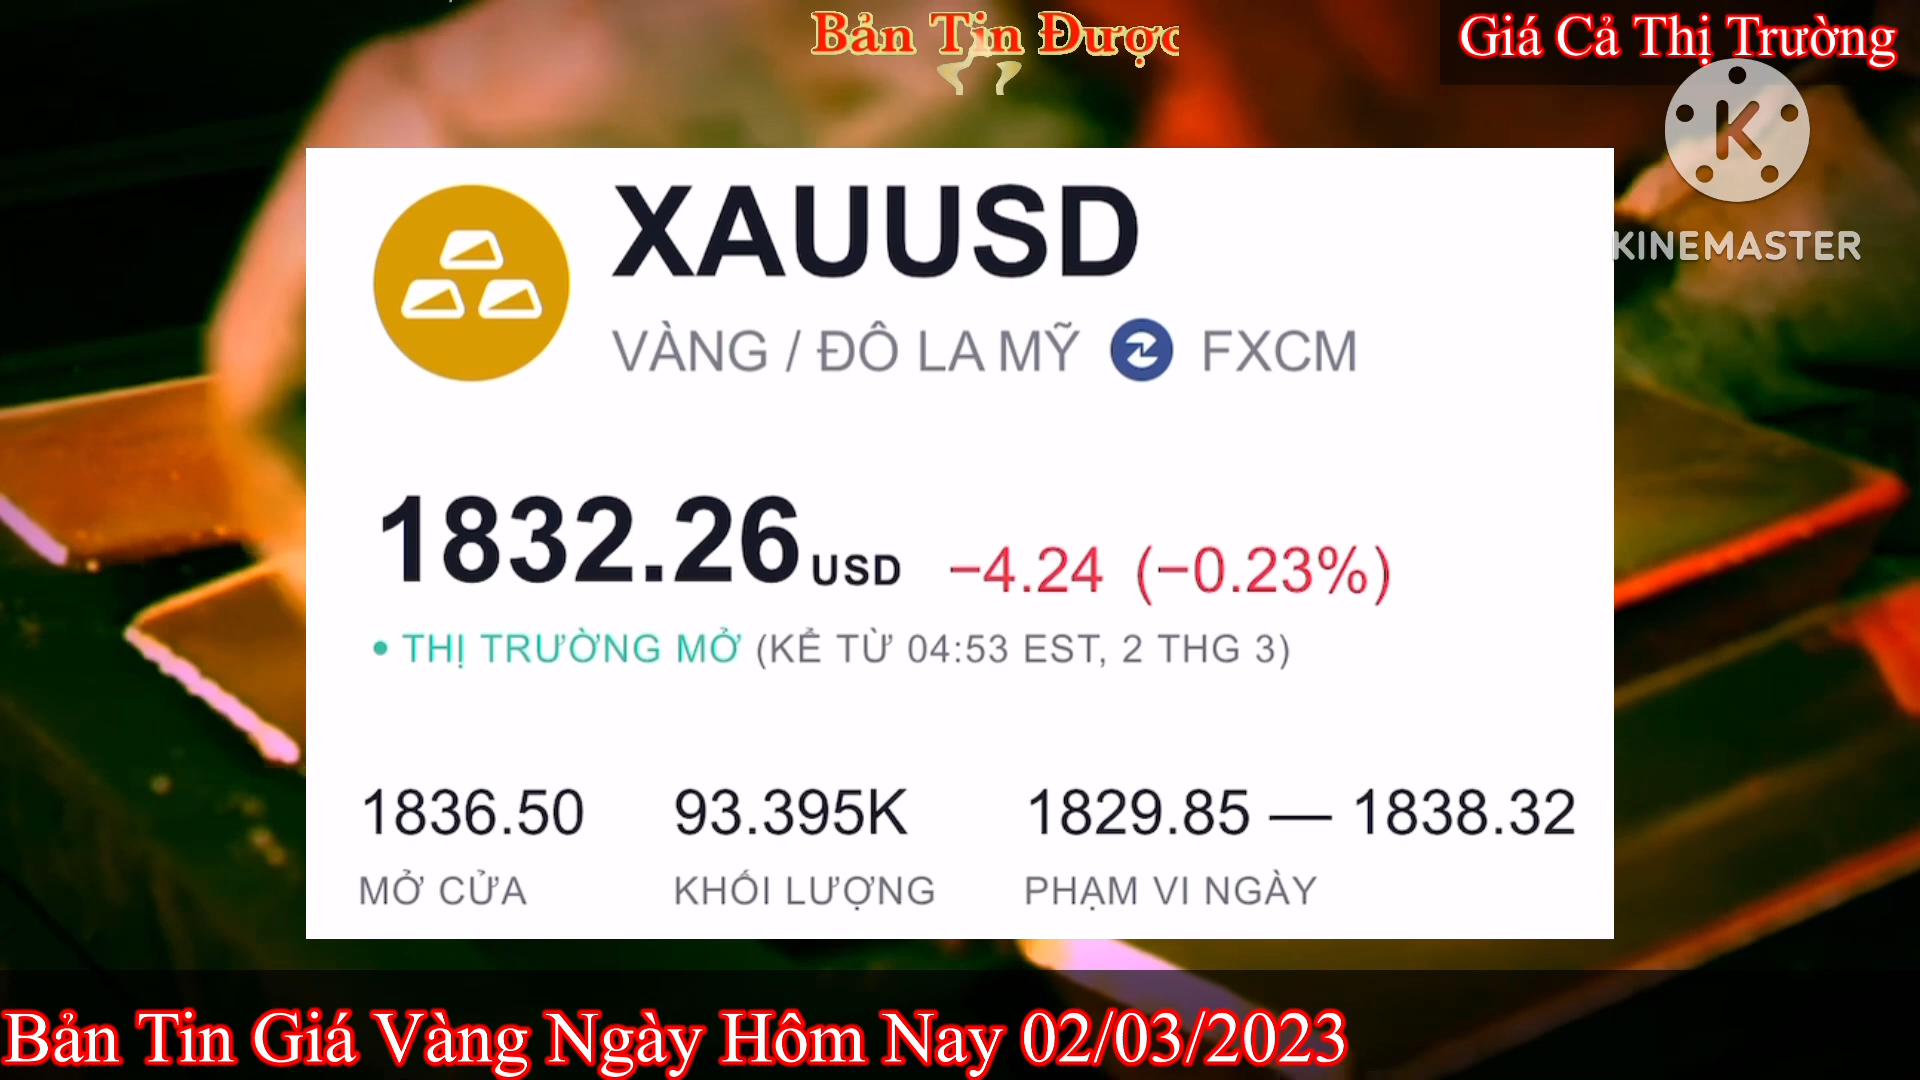 Bản Tin Được
Giá Cả Thị Trường
K
KINEMASTER
XAUUSD
VÀNG / ĐÔ LA MỸ FXCM
1832.26 USD −4.24 (−0.23%)
• THỊ TRƯỜNG MỞ (KỂ TỪ 04:53 EST, 2 THG 3)
1836.50 93.395K 1829.85 — 1838.32
MỞ CỬA KHỐI LƯỢNG PHẠM VI NGÀY
Bản Tin Giá Vàng Ngày Hôm Nay 02/03/2023